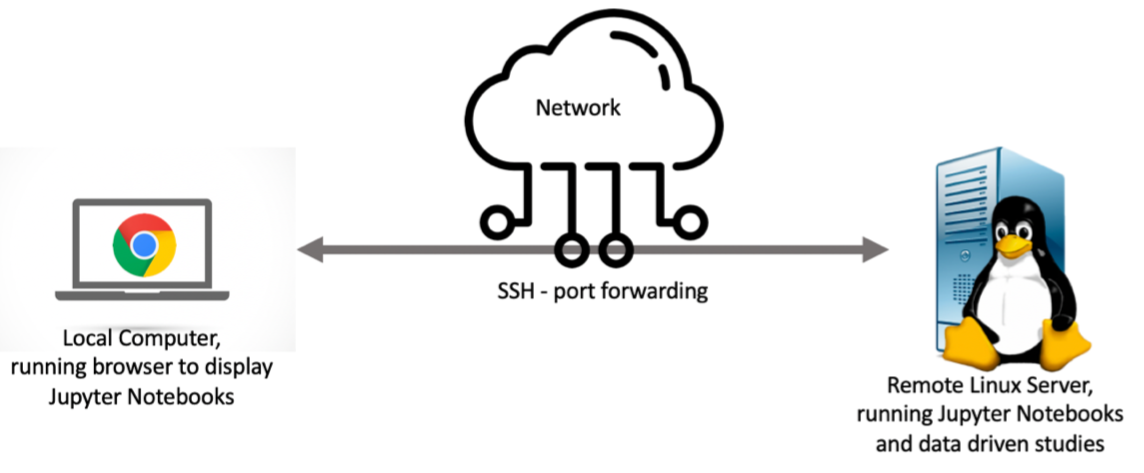 Network
SSH - port forwarding
Local Computer,
running browser to display
Jupyter Notebooks
Remote Linux Server,
running Jupyter Notebooks
and data driven studies